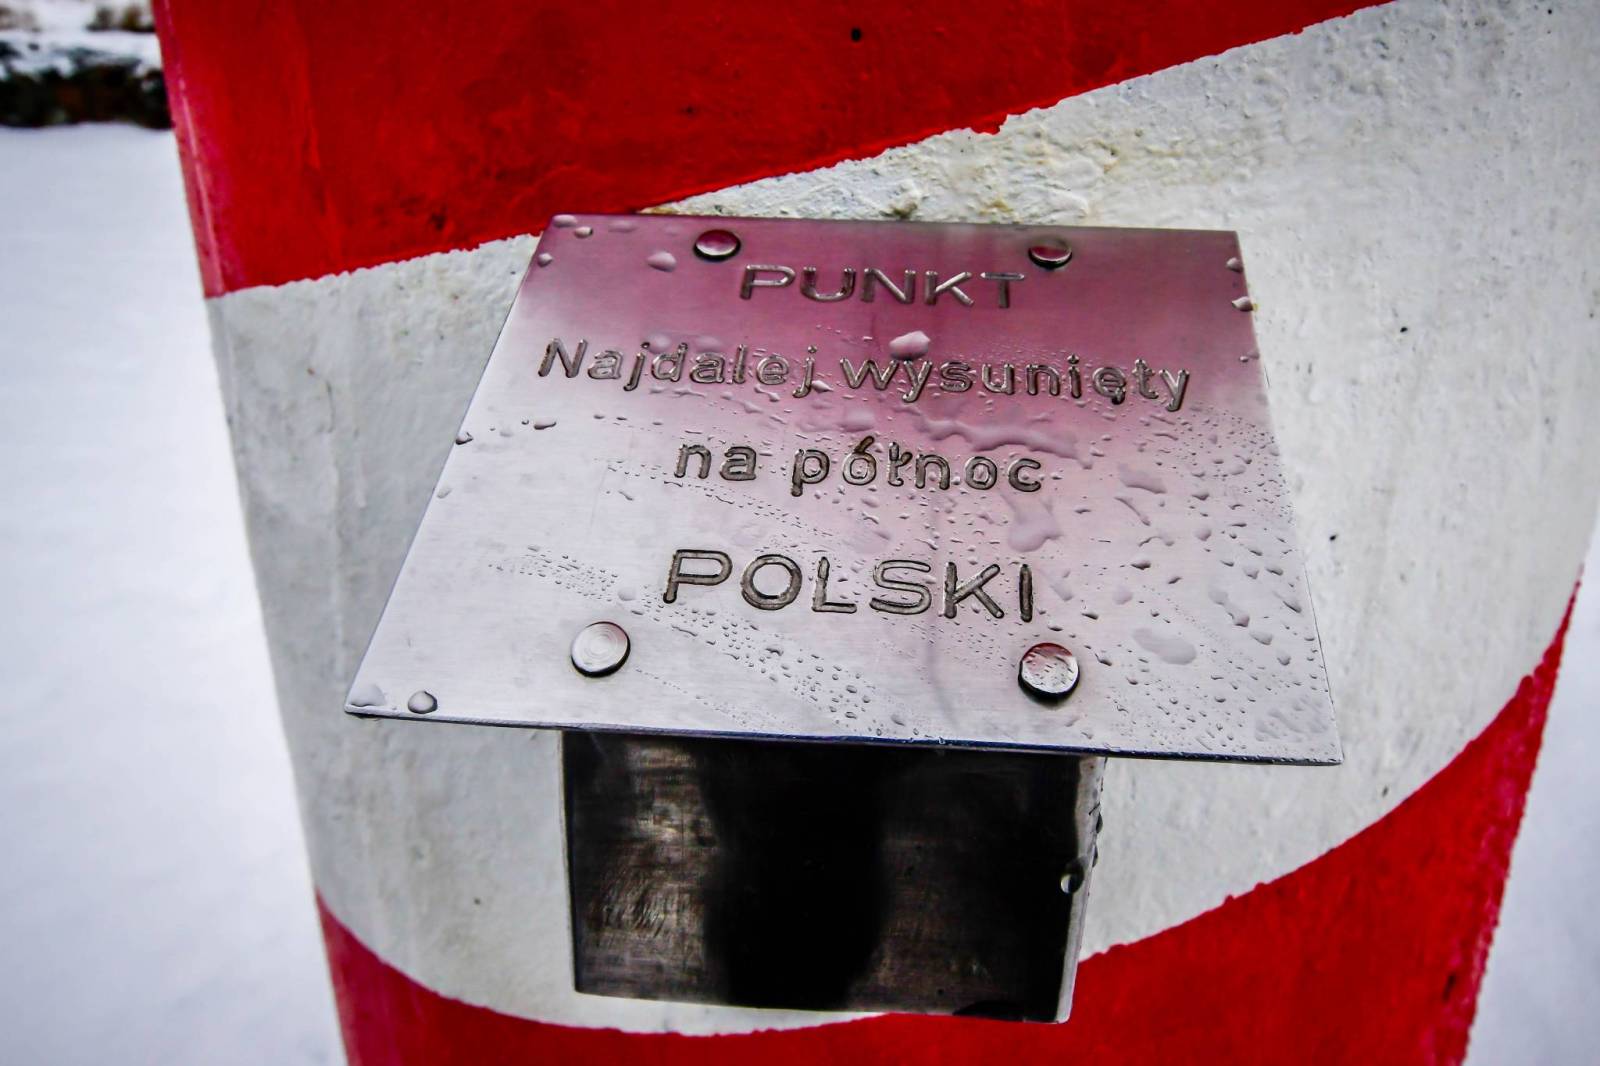 PUNKT
Najdalej wysunięty
na północ
POLSKI